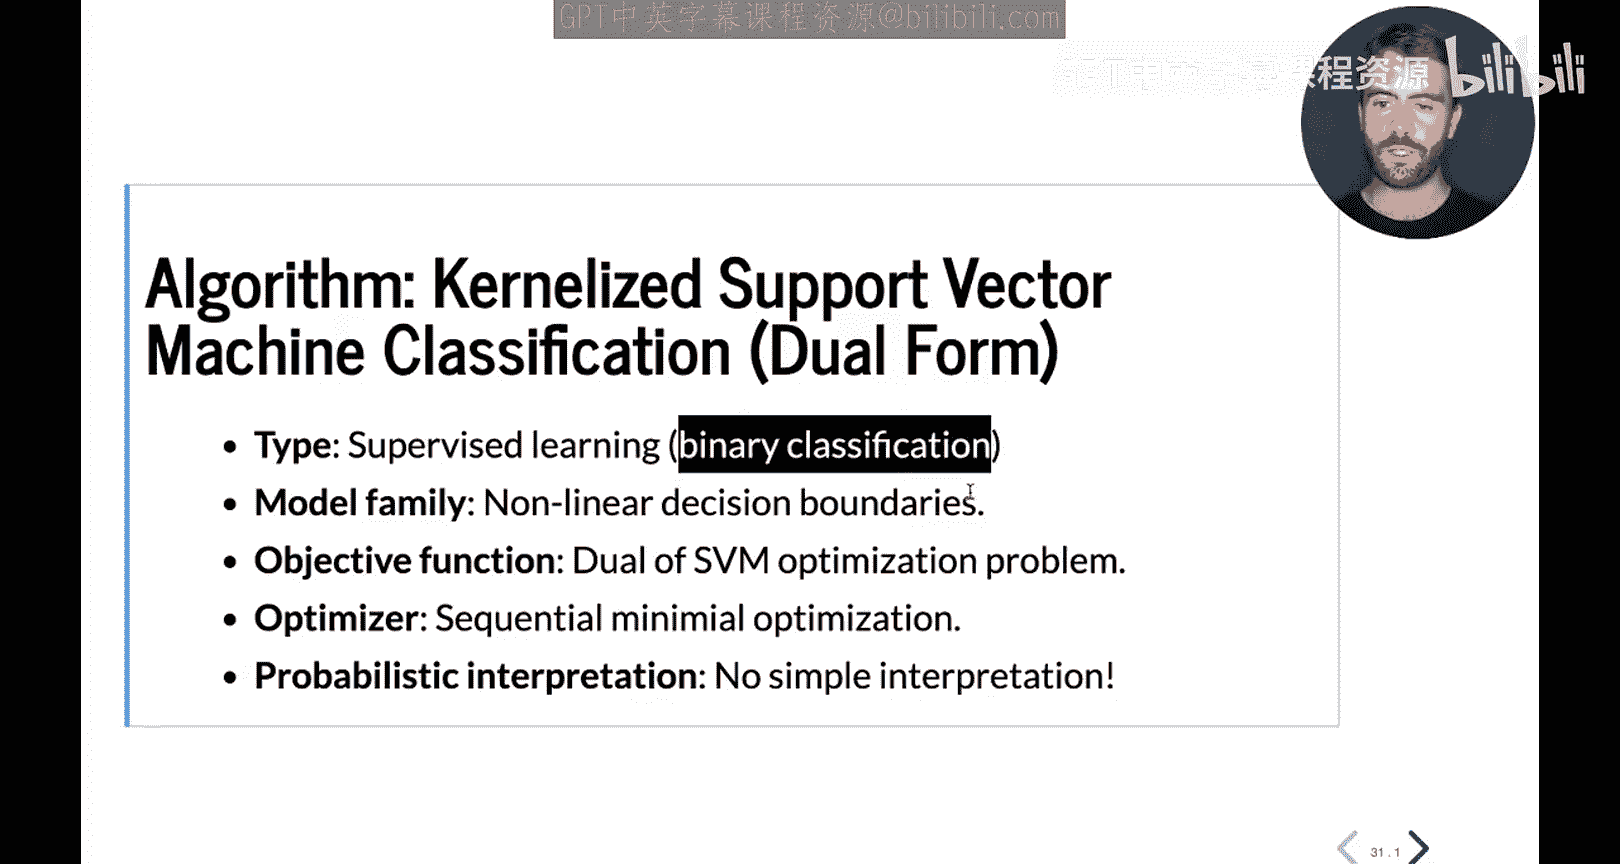 GPT中英字幕课程资源@bilibili.com
程资源 bilibili
Algorithm: Kernelized Support Vector
Machine Classification (Dual Form)
Type: Supervised learning (binary classification)
Model family: Non-linear decision boundaries.
Objective function: Dual of SVM optimization problem.
Optimizer: Sequential minimial optimization.
Probabilistic interpretation: No simple interpretation!
31.1